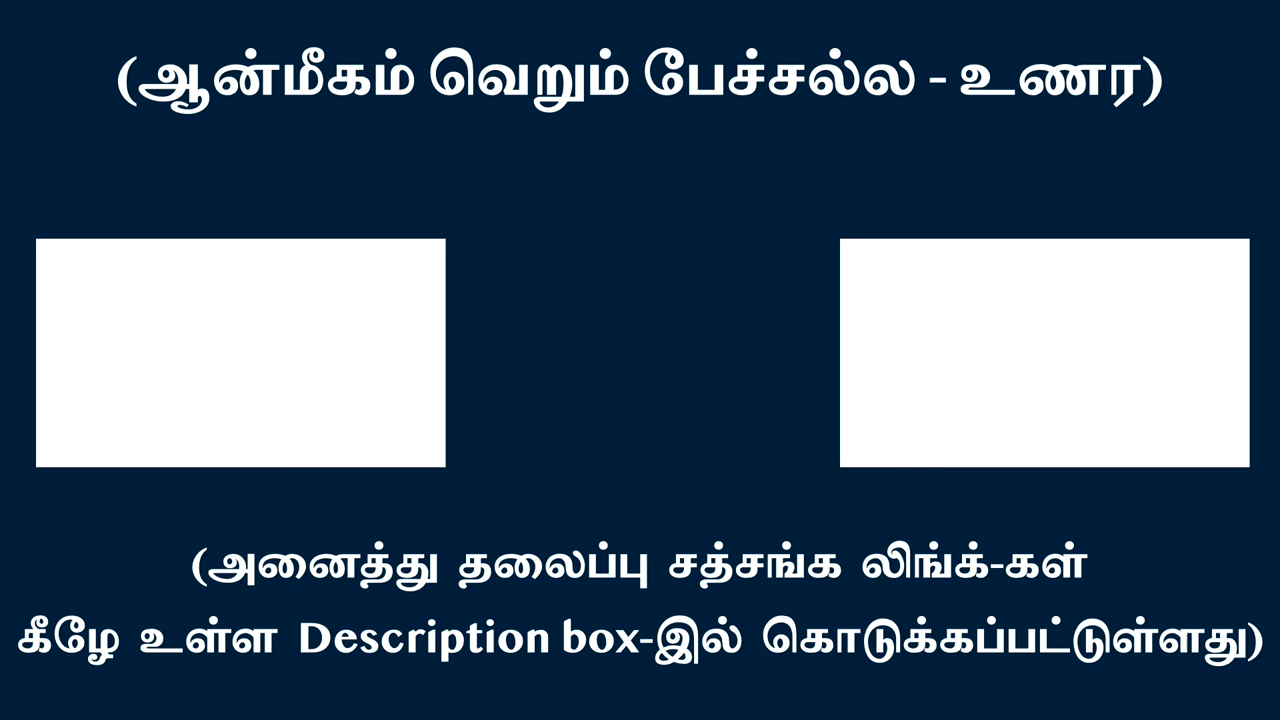 (ஆன்மீகம் வெறும் பேச்சல்ல - உணர)
(அனைத்து தலைப்பு சத்சங்க லிங்க்-கள்
கீழே உள்ள Description box-இல் கொடுக்கப்பட்டுள்ளது)